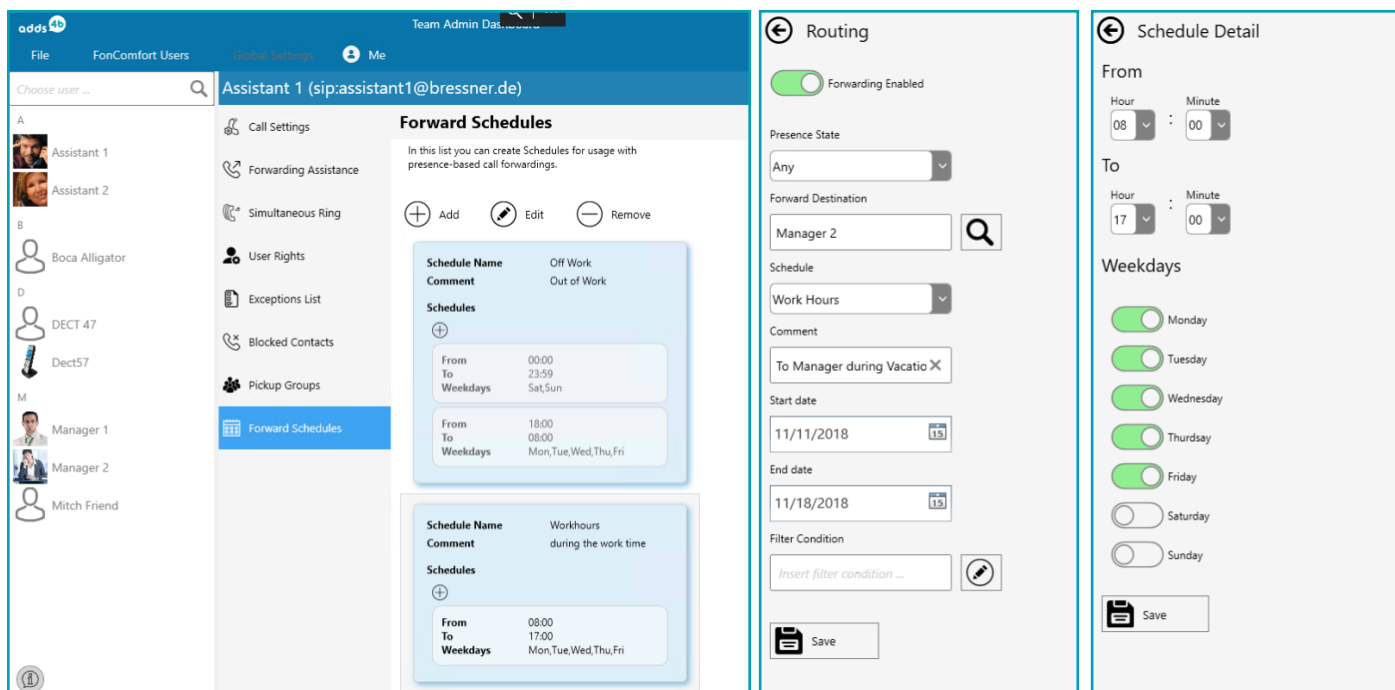 adds 4b
Team Admin
File FonComfort Users Global Settings Me
Choose user ...
A
Assistant 1
Assistant 2
B
Boca Alligator
D
DECT 47
Dect57
M
Manager 1
Manager 2
Mitch Friend
Assistant 1 (sip:assistant1@bressner.de)
Call Settings
Forwarding Assistance
Simultaneous Ring
User Rights
Exceptions List
Blocked Contacts
Pickup Groups
Forward Schedules
Forward Schedules
In this list you can create Schedules for usage with
presence-based call forwardings.
Add Edit Remove
Schedule Name Off Work
Comment Out of Work
Schedules
From 00:00
To 23:59
Weekdays Sat,Sun
From 18:00
To 08:00
Weekdays Mon,Tue,Wed,Thu,Fri
Schedule Name Workhours
Comment during the work time
Schedules
From 08:00
To 17:00
Weekdays Mon,Tue,Wed,Thu,Fri
Routing
Forwarding Enabled
Presence State
Any
Forward Destination
Manager 2
Schedule
Work Hours
Comment
To Manager during Vacatio
Start date
11/11/2018 15
End date
11/18/2018 15
Filter Condition
Insert filter condition ...
Save
Schedule Detail
From
Hour Minute
08 : 00
To
Hour Minute
17 : 00
Weekdays
Monday
Tuesday
Wednesday
Thurdsay
Friday
Saturday
Sunday
Save